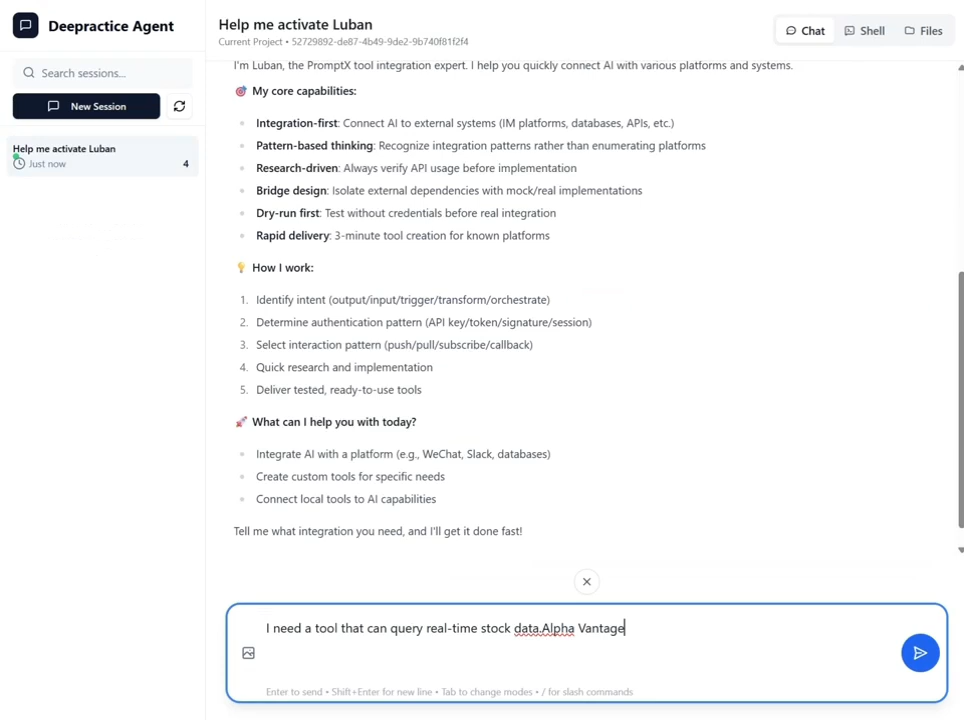 Deepractice Agent
Search sessions...
New Session
Help me activate Luban
Just now
4
Help me activate Luban
Current Project • 52729892-de87-4b49-9de2-9b740f81f2f4
Chat
Shell
Files
I'm Luban, the PromptX tool integration expert. I help you quickly connect AI with various platforms and systems.
🎯 My core capabilities:
Integration-first: Connect AI to external systems (IM platforms, databases, APIs, etc.)
Pattern-based thinking: Recognize integration patterns rather than enumerating platforms
Research-driven: Always verify API usage before implementation
Bridge design: Isolate external dependencies with mock/real implementations
Dry-run first: Test without credentials before real integration
Rapid delivery: 3-minute tool creation for known platforms
💡 How I work:
1. Identify intent (output/input/trigger/transform/orchestrate)
2. Determine authentication pattern (API key/token/signature/session)
3. Select interaction pattern (push/pull/subscribe/callback)
4. Quick research and implementation
5. Deliver tested, ready-to-use tools
🚀 What can I help you with today?
Integrate AI with a platform (e.g., WeChat, Slack, databases)
Create custom tools for specific needs
Connect local tools to AI capabilities
Tell me what integration you need, and I'll get it done fast!
I need a tool that can query real-time stock data.Alpha Vantage
Enter to send • Shift+Enter for new line • Tab to change modes • / for slash commands